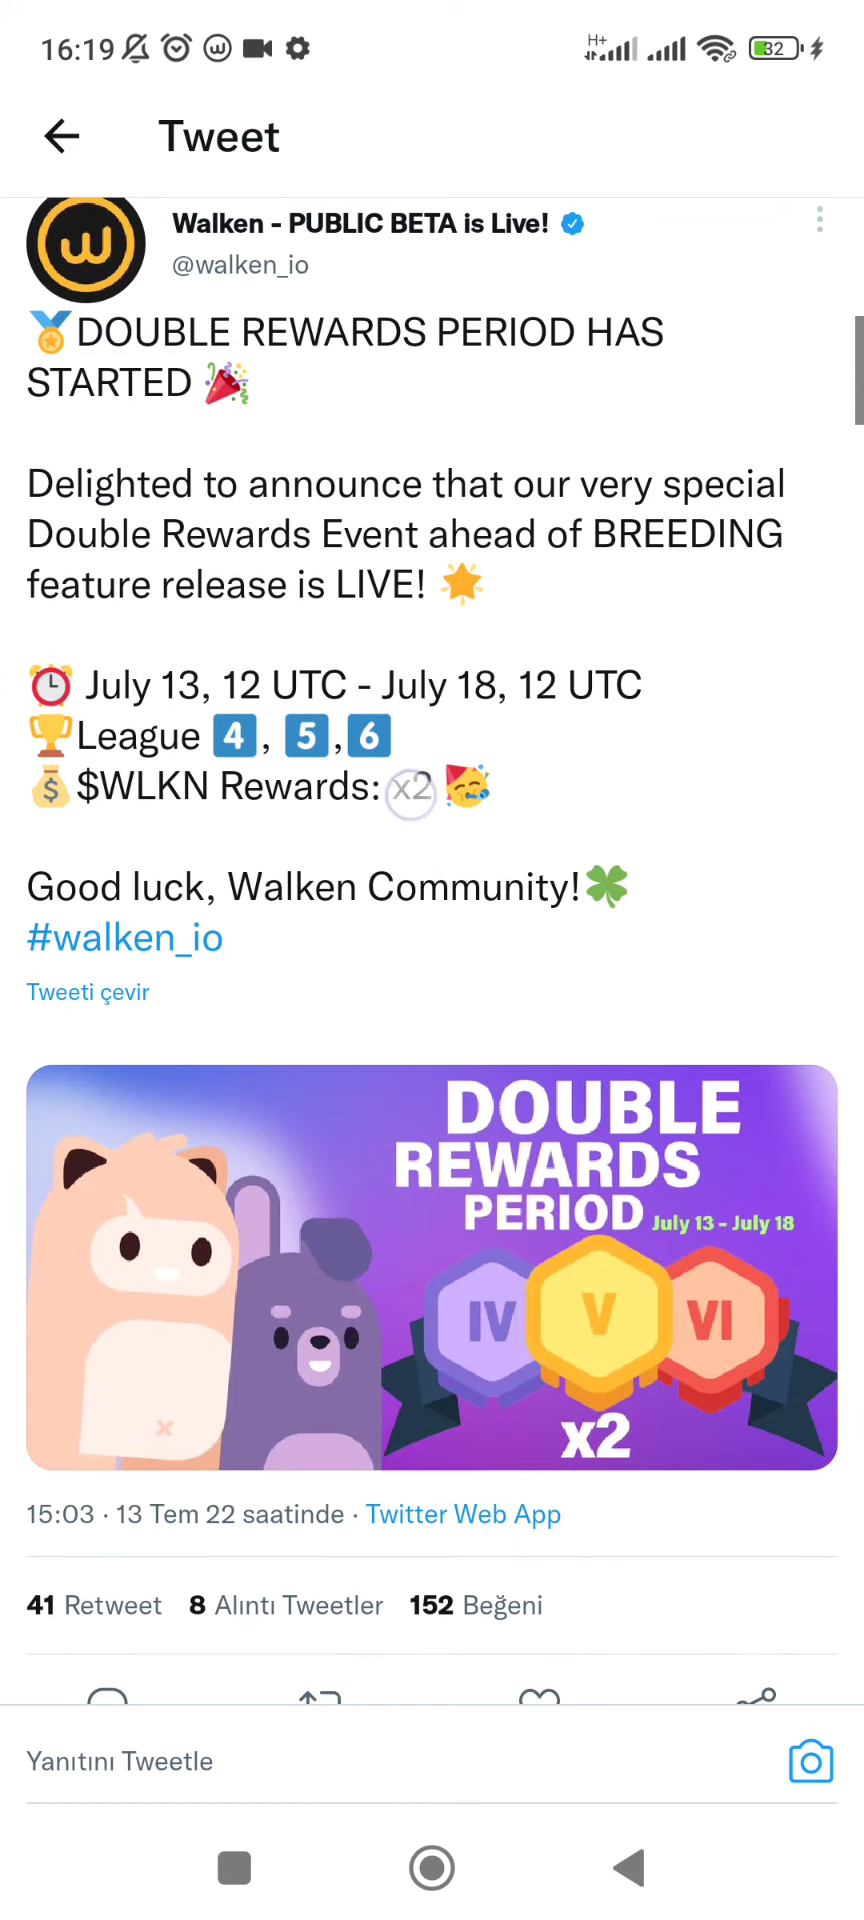 16:19 H+ 32
Tweet
Walken - PUBLIC BETA is Live!
@walken_io
🏅DOUBLE REWARDS PERIOD HAS
STARTED 🎉
Delighted to announce that our very special
Double Rewards Event ahead of BREEDING
feature release is LIVE! 🌟
⏰ July 13, 12 UTC - July 18, 12 UTC
🏆League 4️⃣, 5️⃣,6️⃣
💰$WLKN Rewards: x2 🥳
Good luck, Walken Community!🍀
#walken_io
Tweeti çevir
DOUBLE
REWARDS
PERIOD July 13 - July 18
IV V VI
x2
15:03 · 13 Tem 22 saatinde · Twitter Web App
41 Retweet 8 Alıntı Tweetler 152 Beğeni
Yanıtını Tweetle